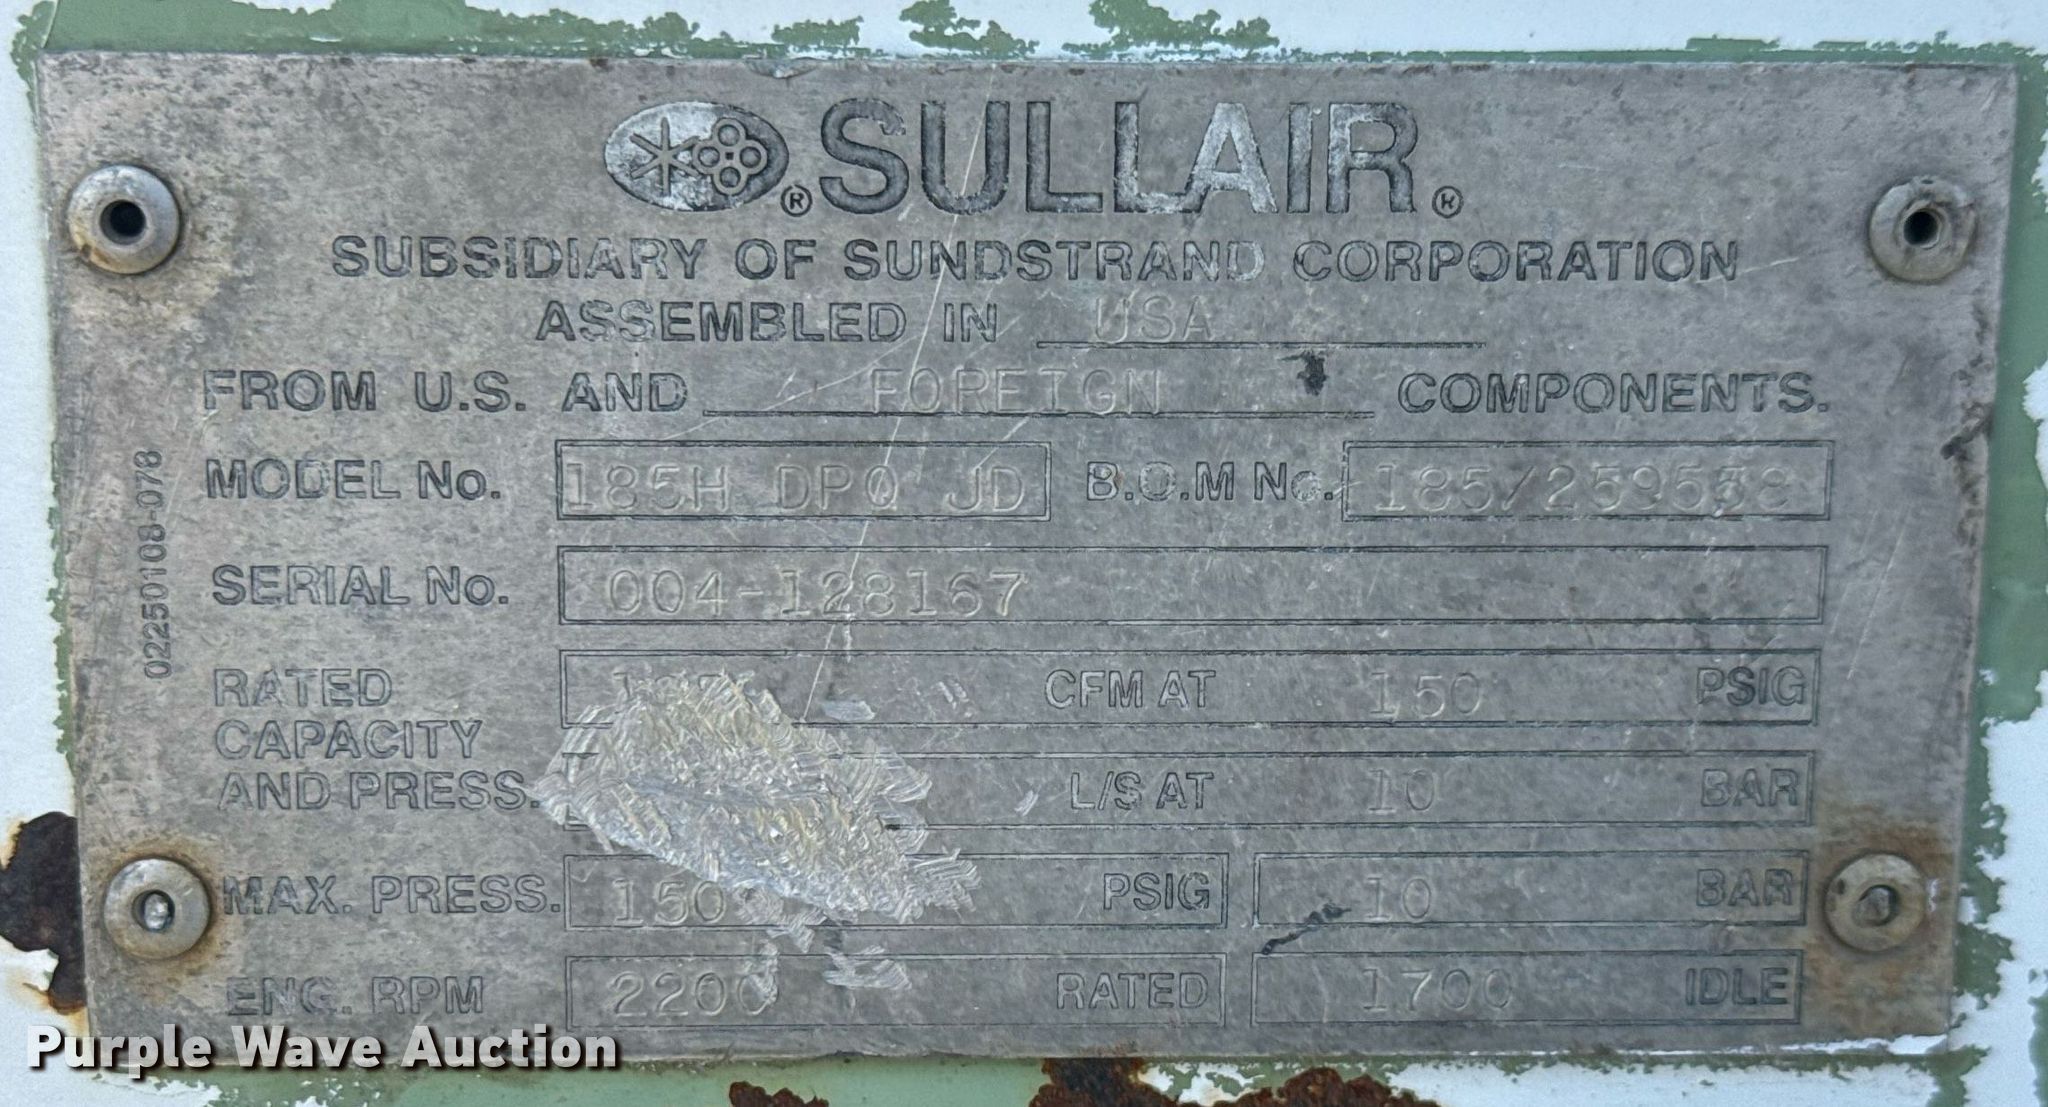 ® SULLAIR ®
SUBSIDIARY OF SUNDSTRAND CORPORATION
ASSEMBLED IN USA
FROM U.S. AND FOREIGN COMPONENTS.
MODEL No. 185H DPQ JD B.O.M No.
SERIAL No. 004-128167
02250108-078
RATED CAPACITY AND PRESS.
CFM AT 150 PSIG
L/S AT 10 BAR
MAX. PRESS. 150 PSIG 10 BAR
ENG. RPM 2200 RATED 1700 IDLE
Purple Wave Auction